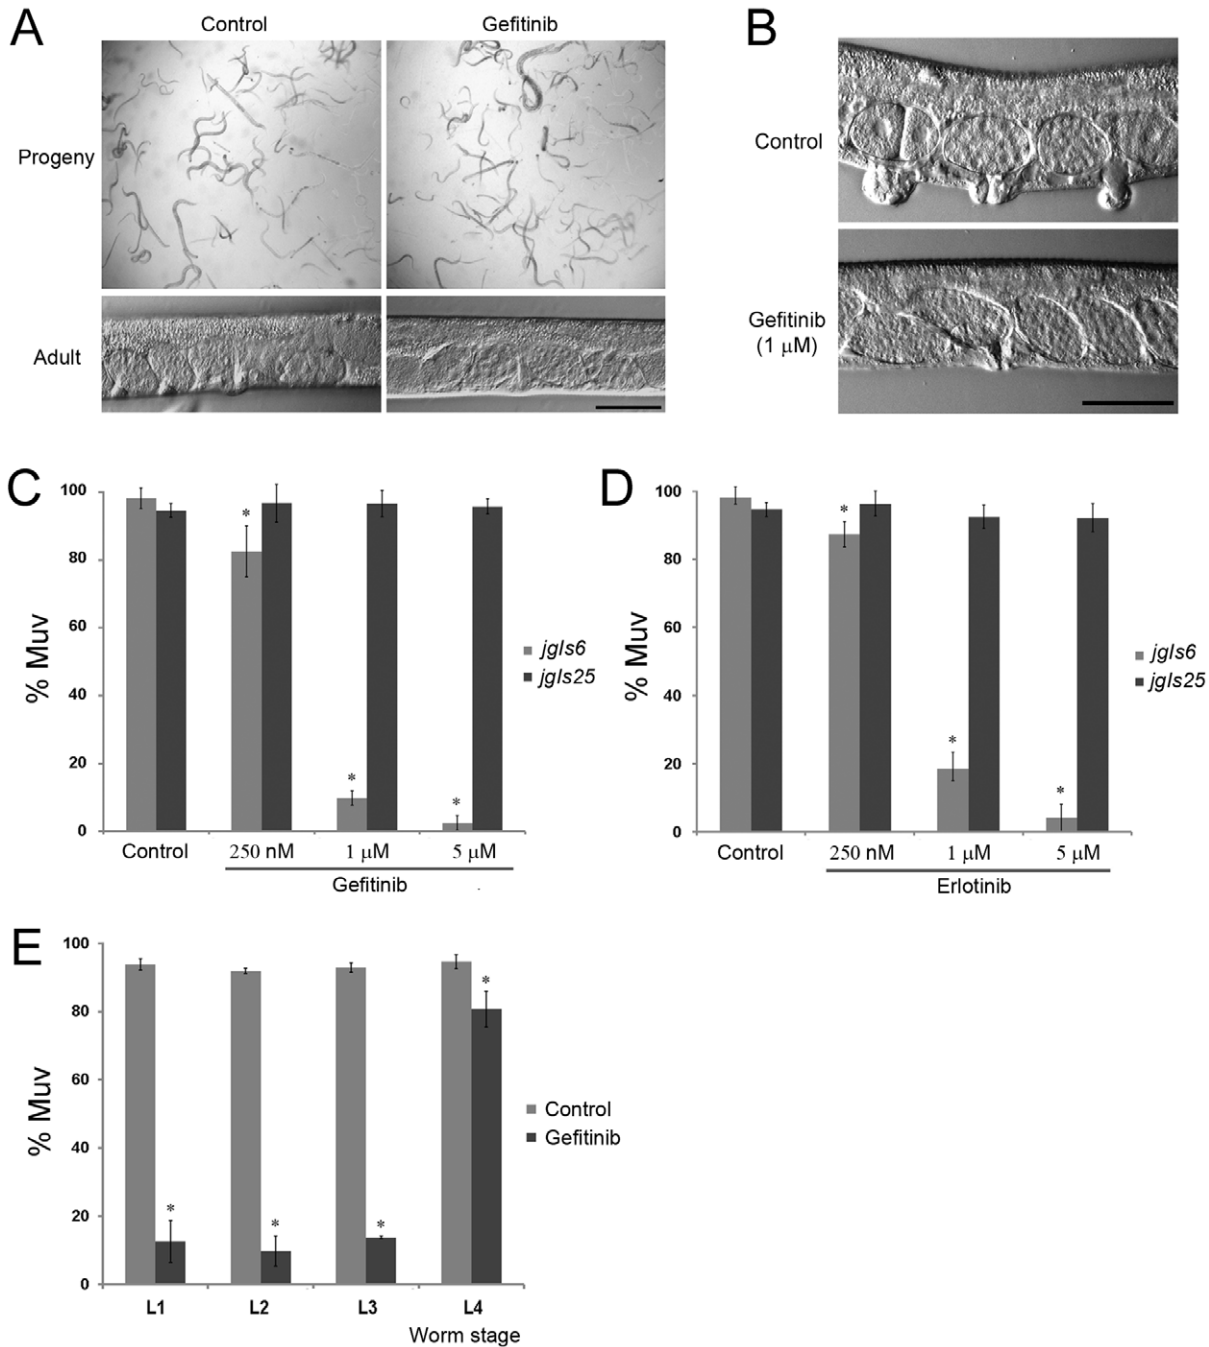 A
Control
Gefitinib
Progeny
Adult
B
Control
Gefitinib
(1 µM)
C
% Muv
100
80
60
40
20
0
*
*
*
Control
250 nM
1 µM
5 µM
Gefitinib
jgIs6
jgIs25
D
% Muv
100
80
60
40
20
0
*
*
*
Control
250 nM
1 µM
5 µM
Erlotinib
jgIs6
jgIs25
E
% Muv
100
80
60
40
20
0
*
*
*
*
L1
L2
L3
L4
Worm stage
Control
Gefitinib